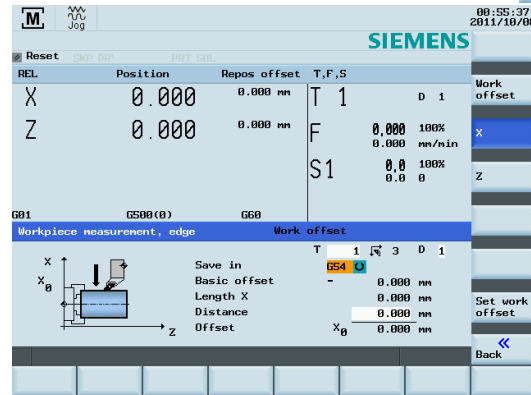 M Jog
00:55:37
2011/10/0
SIEMENS
Reset SKP DRY PRT SBL
REL Position Repos offset T,F,S
X 0.000 0.000 mm T 1 D 1
Z 0.000 0.000 mm F 0,000 100%
0.000 mm/min
S1 0,0 100%
0.0 0
G01 G500(0) G60
Workpiece measurement, edge Work offset
T 1 3 D 1
Save in G54
Basic offset - 0.000 mm
Length X 0.000 mm
Distance 0.000 mm
Offset X0 0.000 mm
X
X0
Z
Work
offset
X
Z
Set work
offset
Back